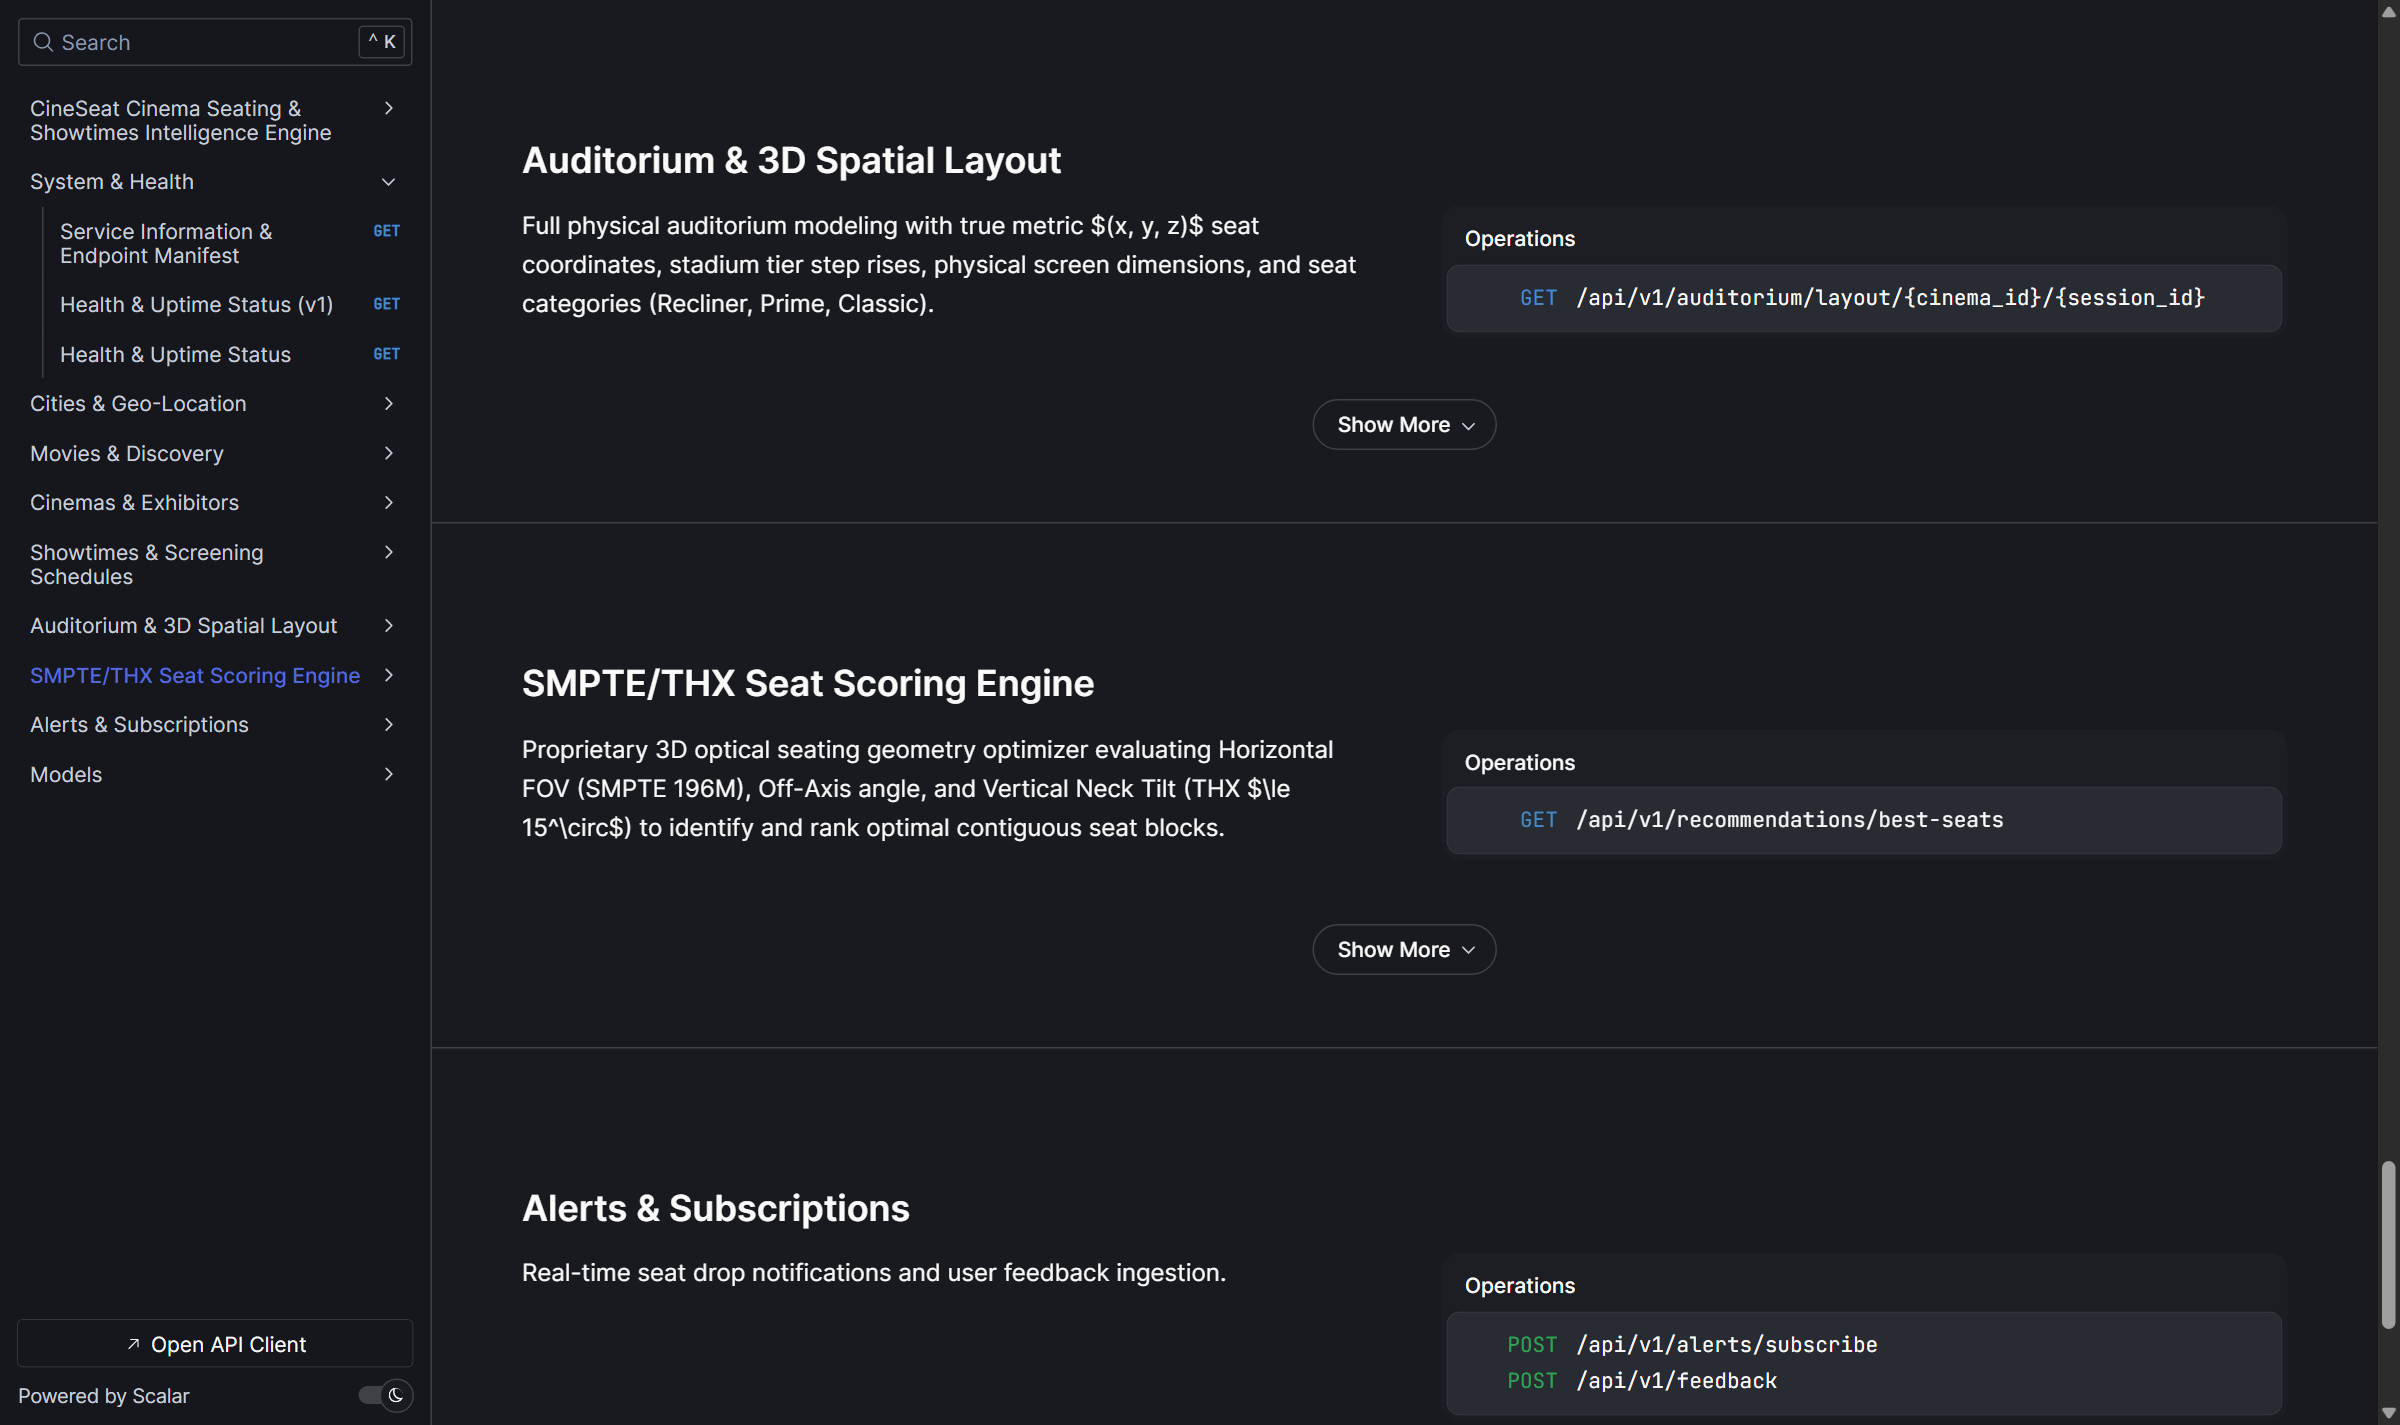 Search
^ K
CineSeat Cinema Seating &
Showtimes Intelligence Engine
System & Health
Service Information &
Endpoint Manifest
GET
Health & Uptime Status (v1)
GET
Health & Uptime Status
GET
Cities & Geo-Location
Movies & Discovery
Cinemas & Exhibitors
Showtimes & Screening
Schedules
Auditorium & 3D Spatial Layout
SMPTE/THX Seat Scoring Engine
Alerts & Subscriptions
Models
Open API Client
Powered by Scalar
Auditorium & 3D Spatial Layout
Full physical auditorium modeling with true metric $(x, y, z)$ seat
coordinates, stadium tier step rises, physical screen dimensions, and seat
categories (Recliner, Prime, Classic).
Operations
GET /api/v1/auditorium/layout/{cinema_id}/{session_id}
Show More
SMPTE/THX Seat Scoring Engine
Proprietary 3D optical seating geometry optimizer evaluating Horizontal
FOV (SMPTE 196M), Off-Axis angle, and Vertical Neck Tilt (THX $\le
15^\circ$) to identify and rank optimal contiguous seat blocks.
Operations
GET /api/v1/recommendations/best-seats
Show More
Alerts & Subscriptions
Real-time seat drop notifications and user feedback ingestion.
Operations
POST /api/v1/alerts/subscribe
POST /api/v1/feedback